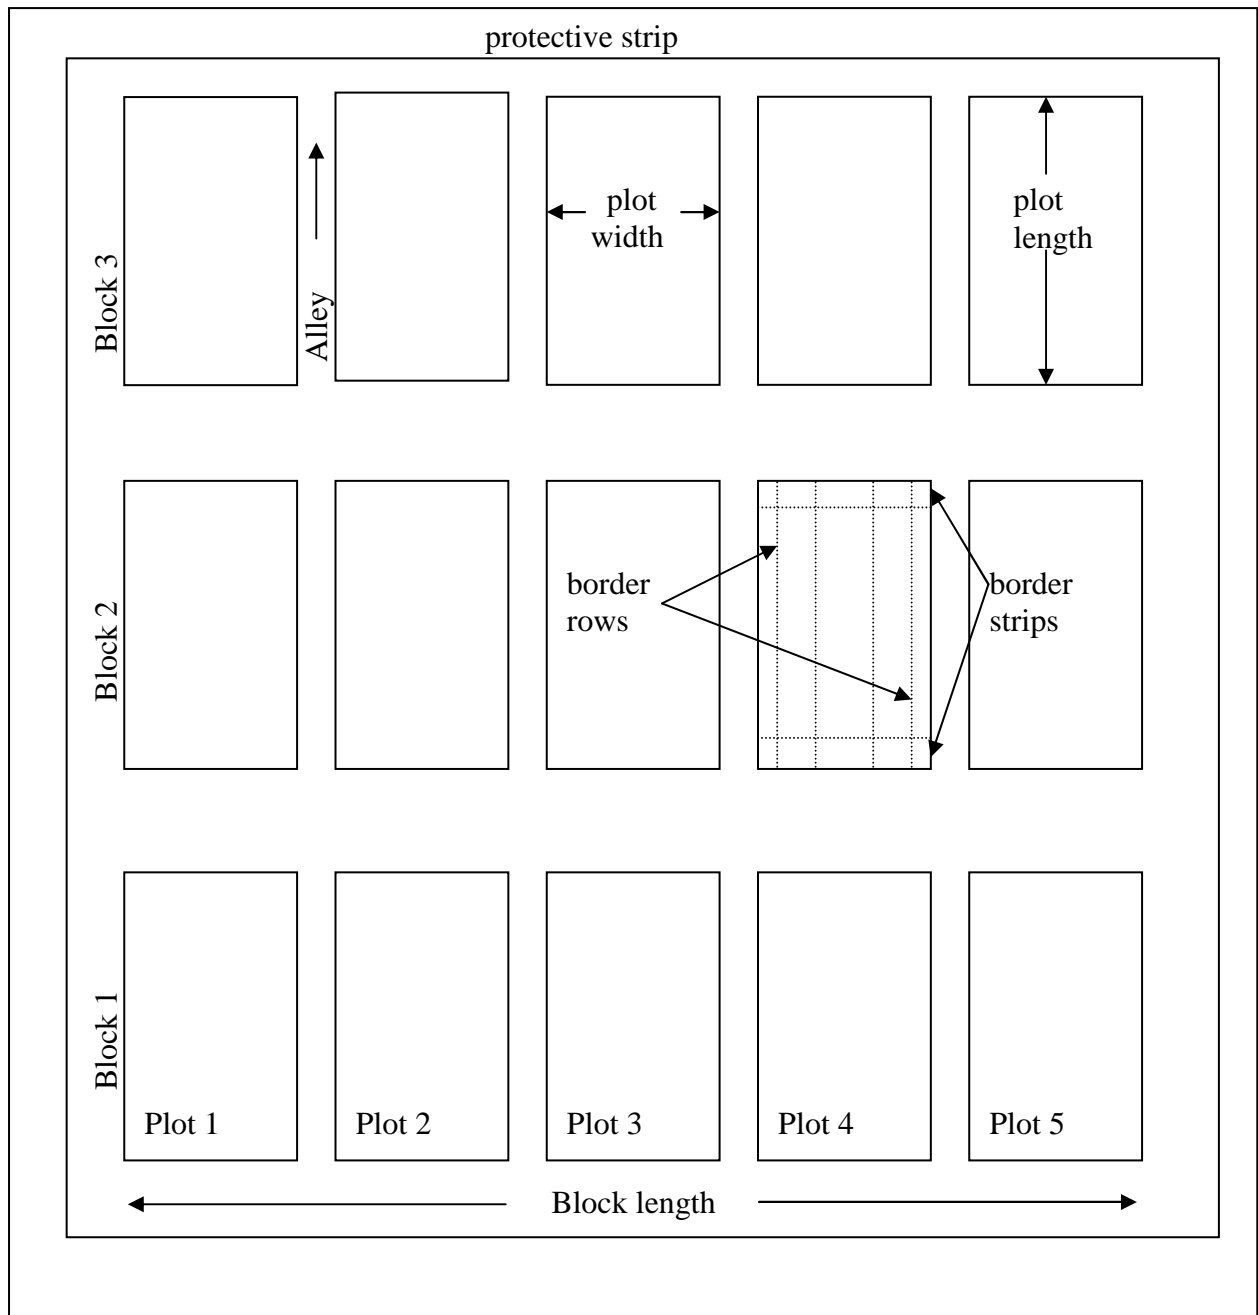 protective strip
Block 3
Alley
plot
width
plot
length
Block 2
border
rows
border
strips
Block 1
Plot 1
Plot 2
Plot 3
Plot 4
Plot 5
Block length